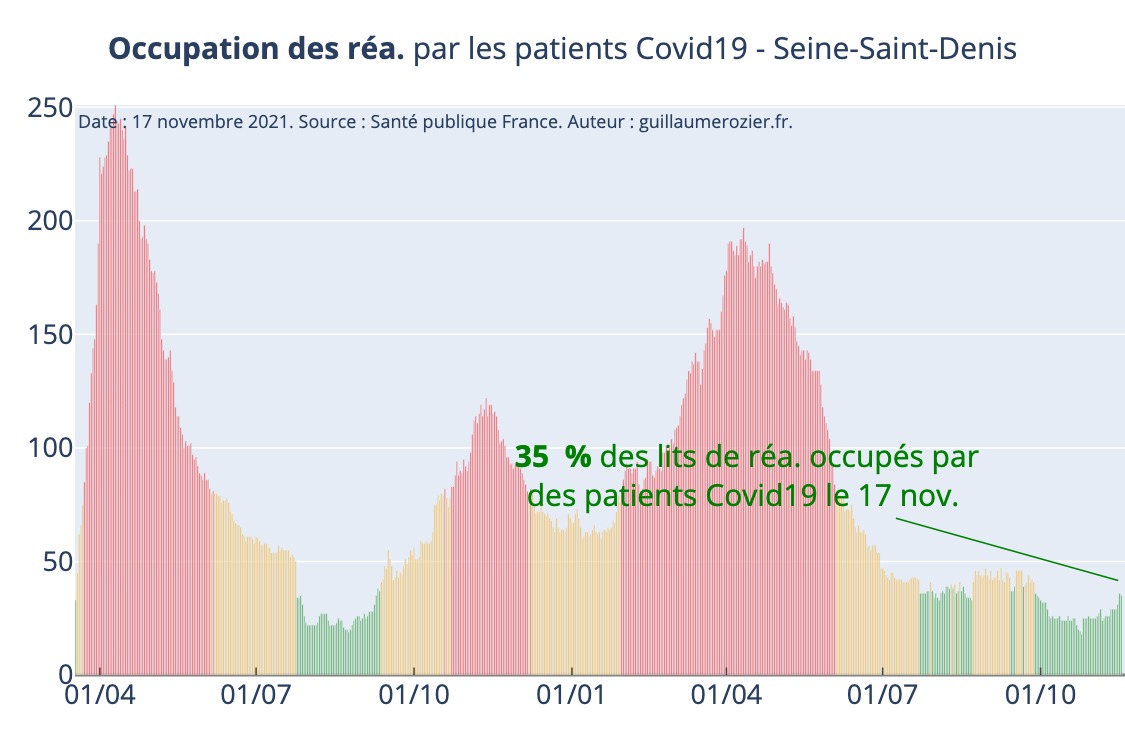 Occupation des réa. par les patients Covid19 - Seine-Saint-Denis
250
Date : 17 novembre 2021. Source : Santé publique France. Auteur : guillaumerozier.fr.
200
150
100
35 % des lits de réa. occupés par
des patients Covid19 le 17 nov.
50
0
01/04 01/07 01/10 01/01 01/04 01/07 01/10